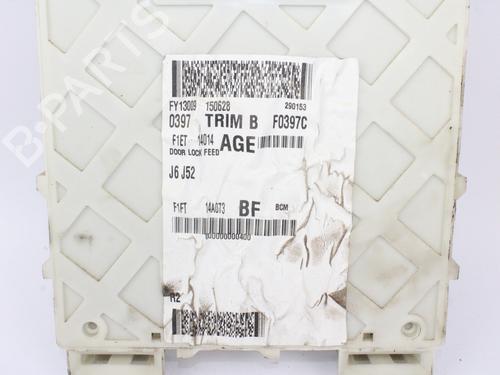 B-PARTS
FY13009 150628 290153
0397 TRIM B F0397C
F1ET 14014 AGE
DOOR LOCK FEED
J6 J52
F1FT 14A073 BF BCM
000000000400
R2